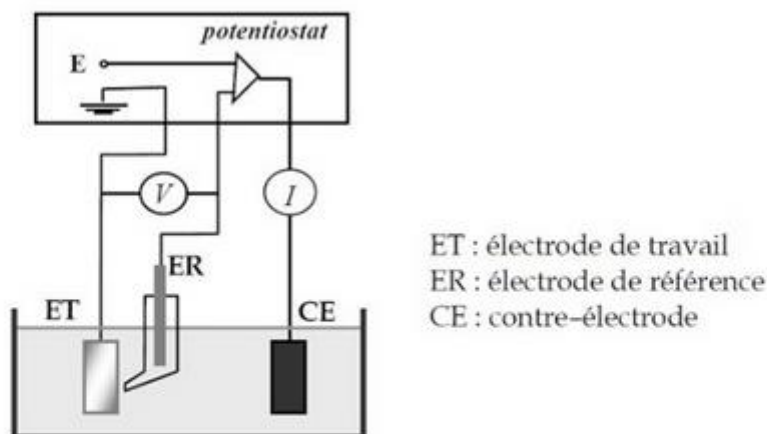 potentiostat
E
V
I
ER
ET
CE
ET : électrode de travail
ER : électrode de référence
CE : contre–électrode